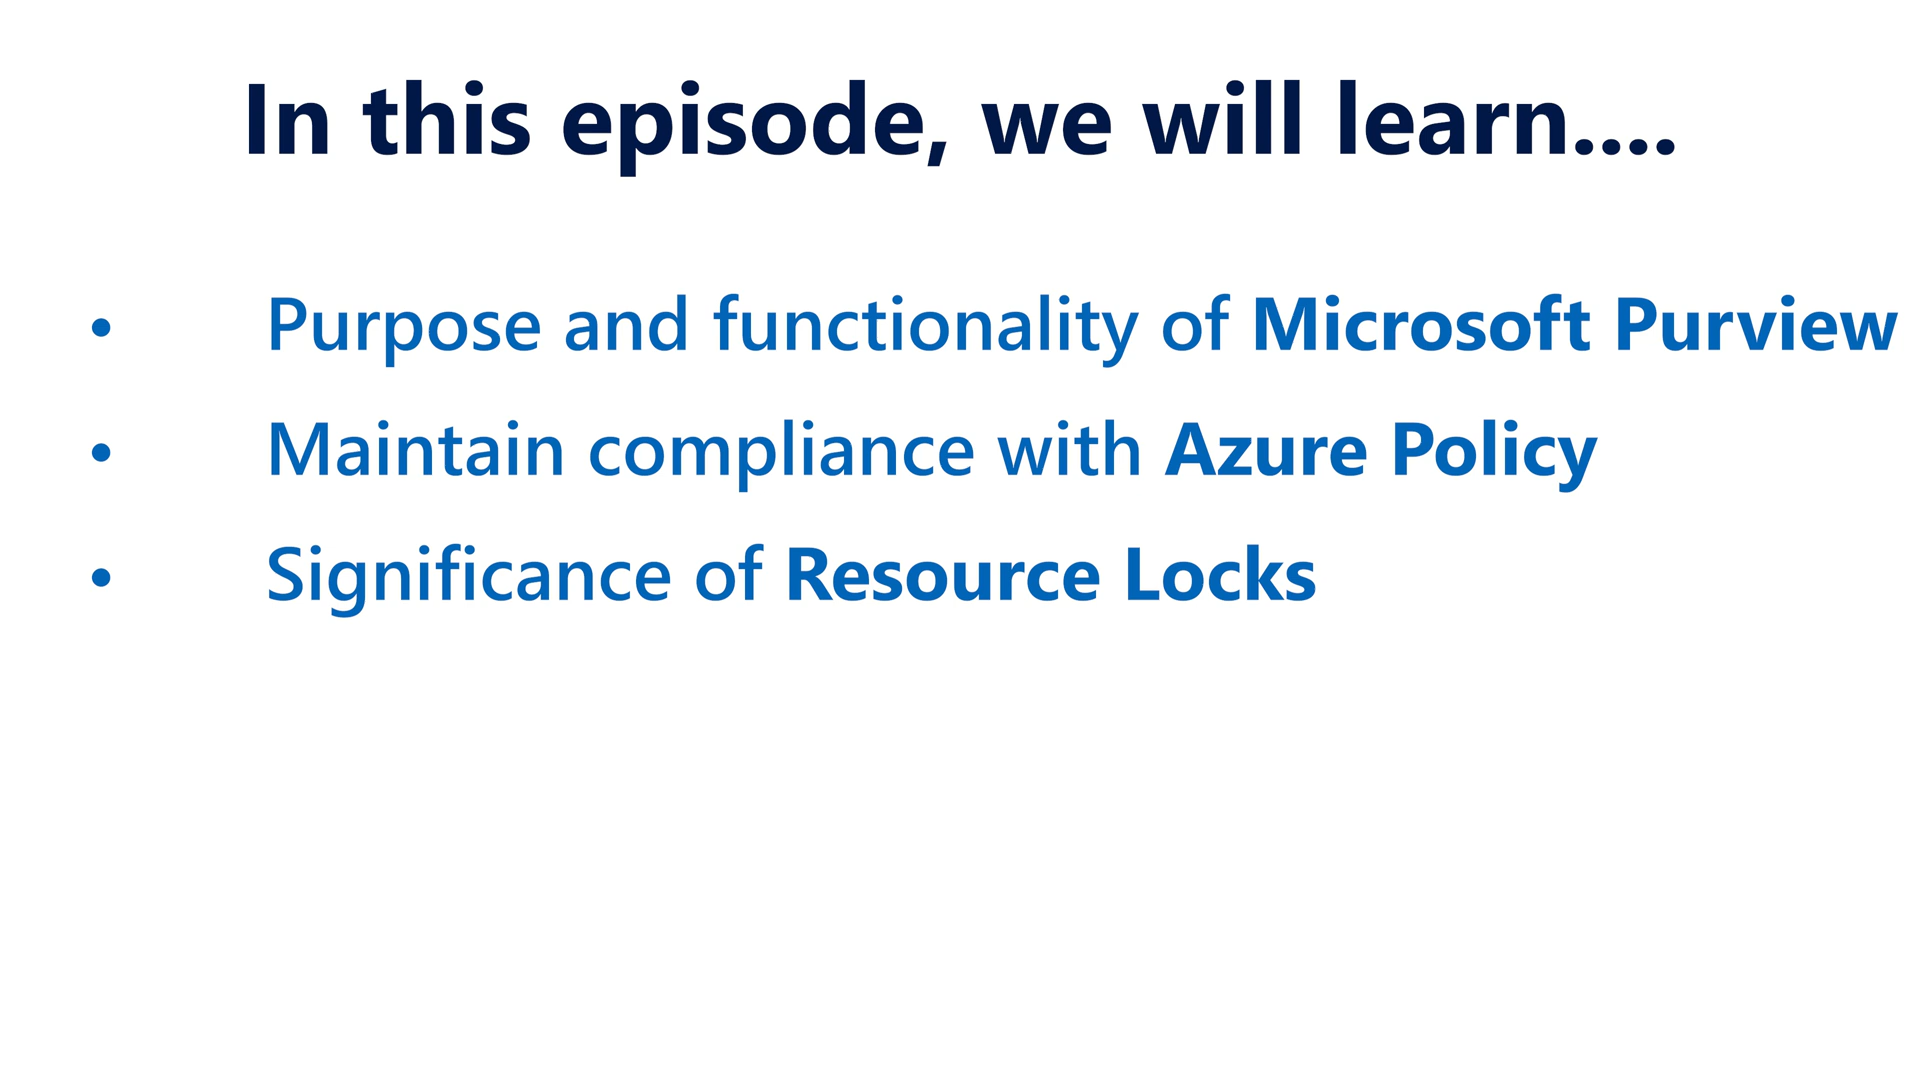 In this episode, we will learn....
• Purpose and functionality of Microsoft Purview
• Maintain compliance with Azure Policy
• Significance of Resource Locks